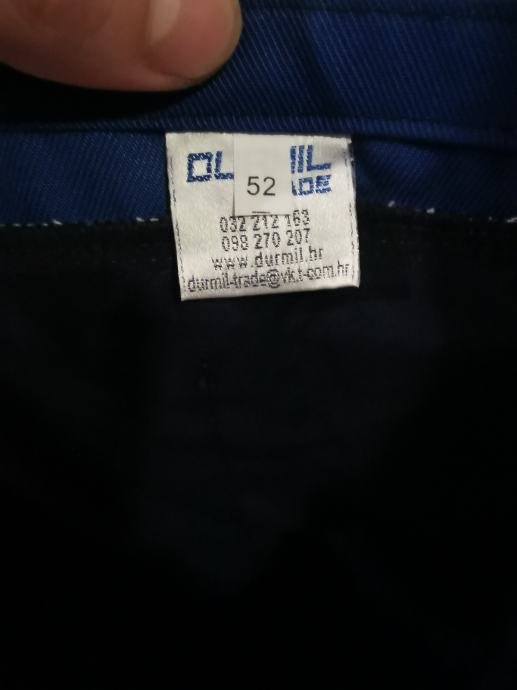 52
032 212 163
098 270 207
www.durmil.hr
durmil-trade@vk.t-com.hr